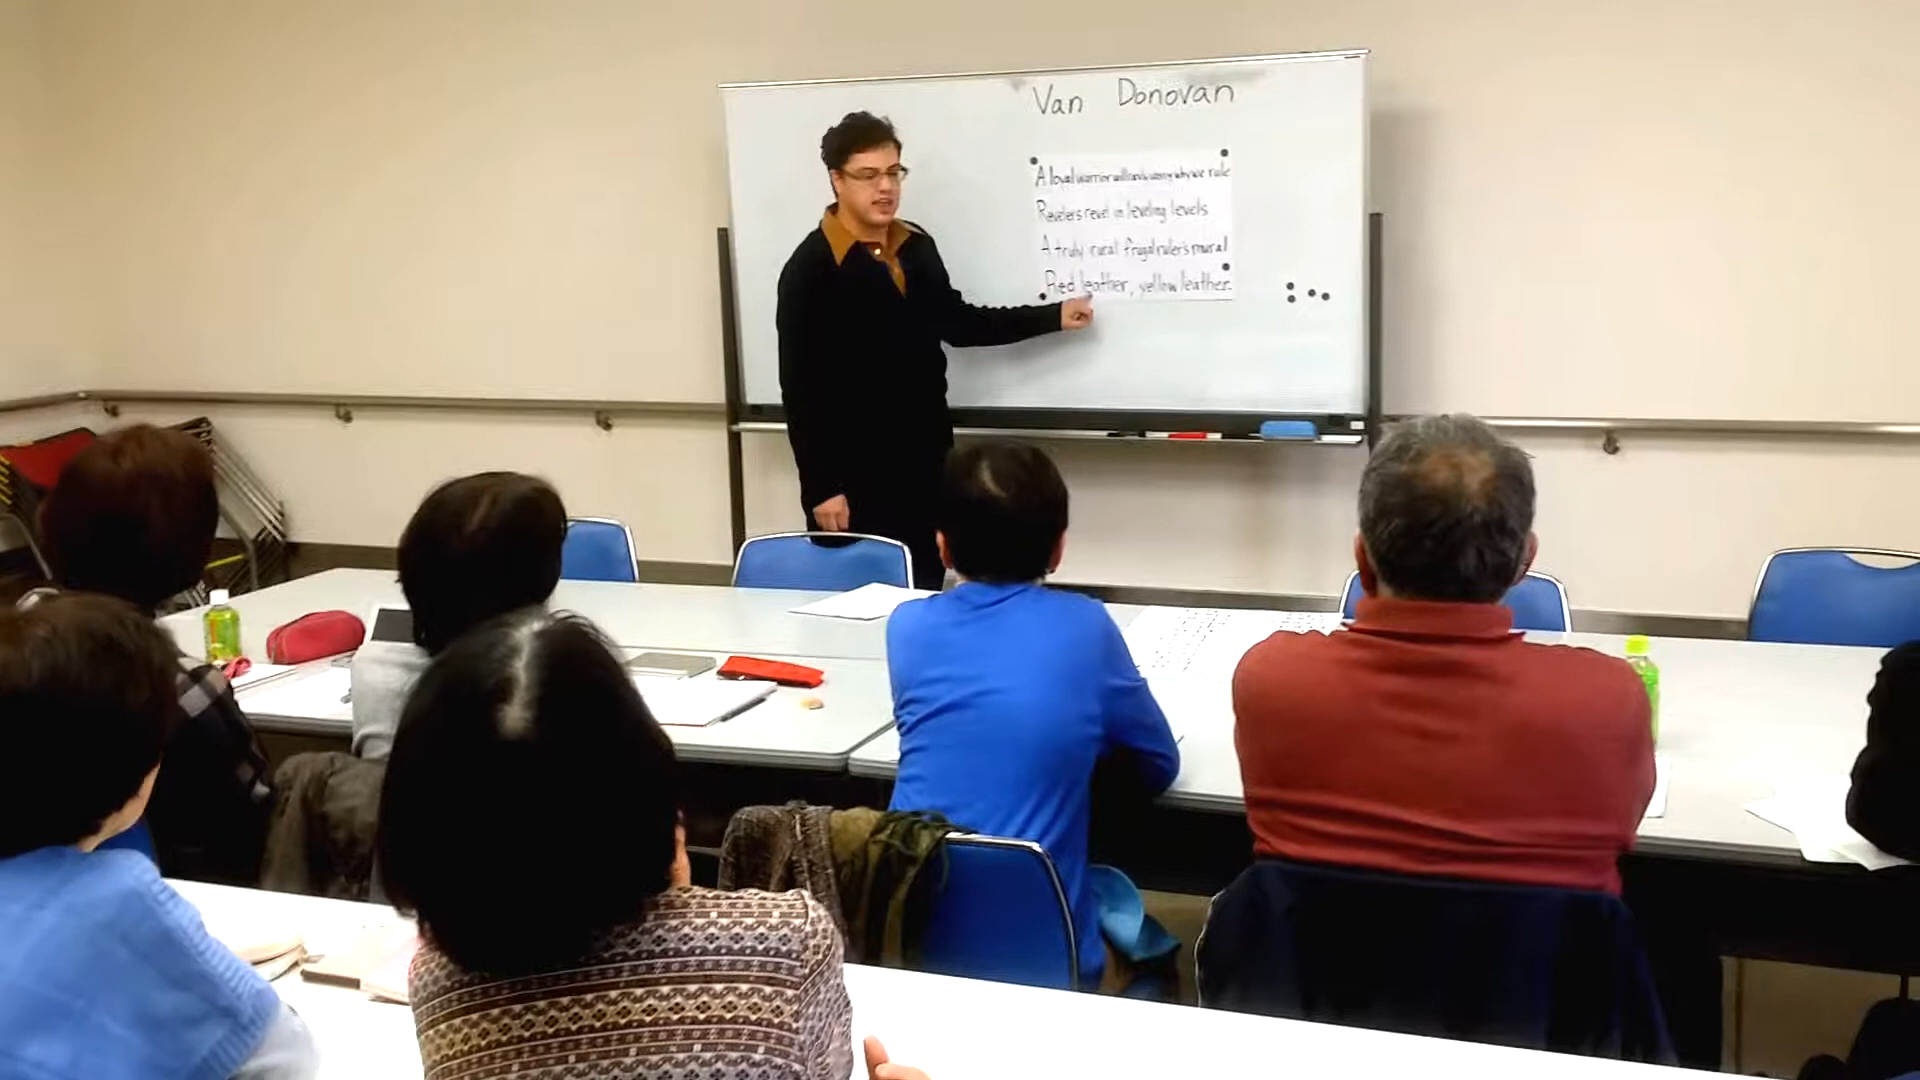 Van Donovan
A loyal warrior will rarely worry why we rule
Revelers revel in leveling levels
A truly rural frugal ruler's mural
Red leather, yellow leather.